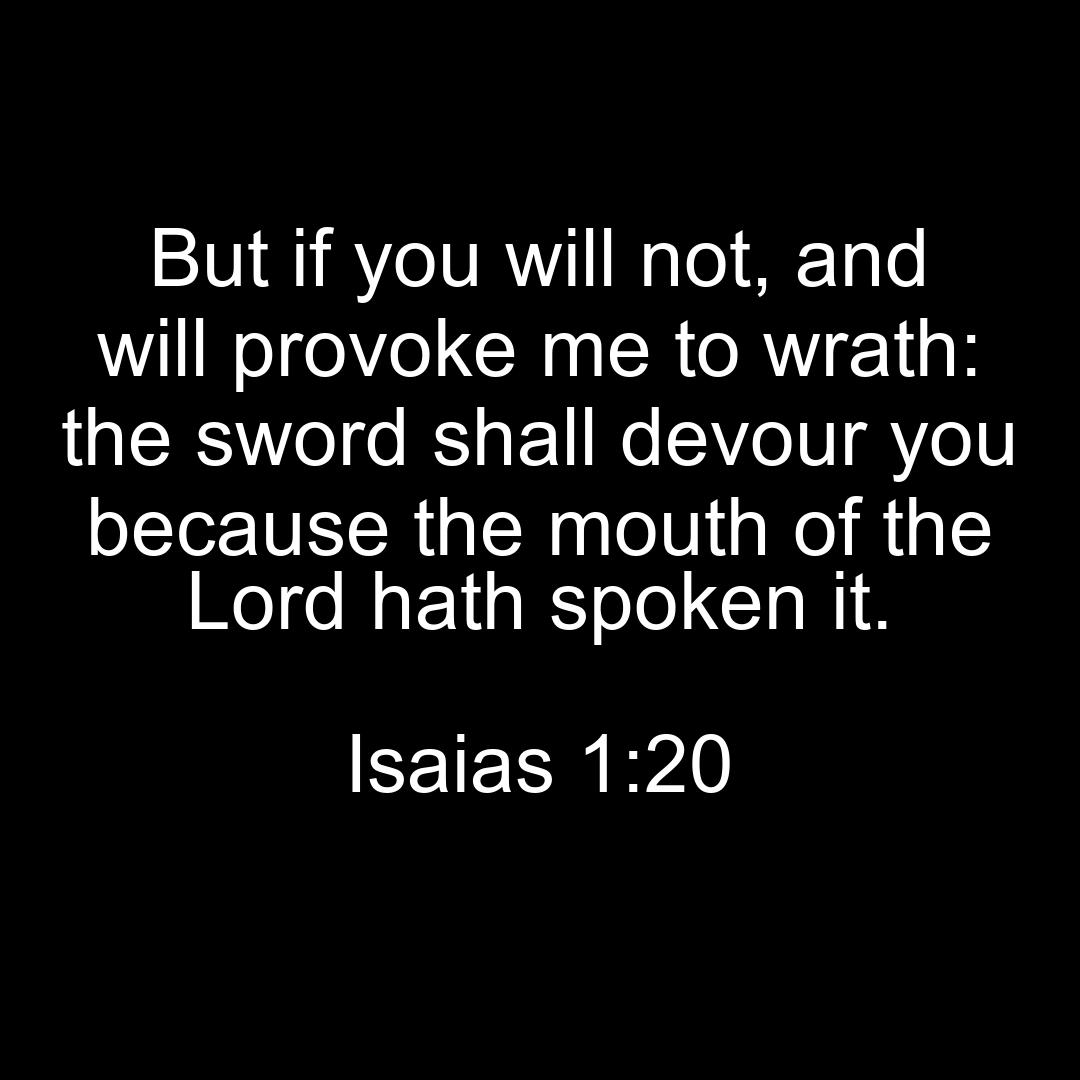 But if you will not, and
will provoke me to wrath:
the sword shall devour you
because the mouth of the
Lord hath spoken it.
Isaias 1:20